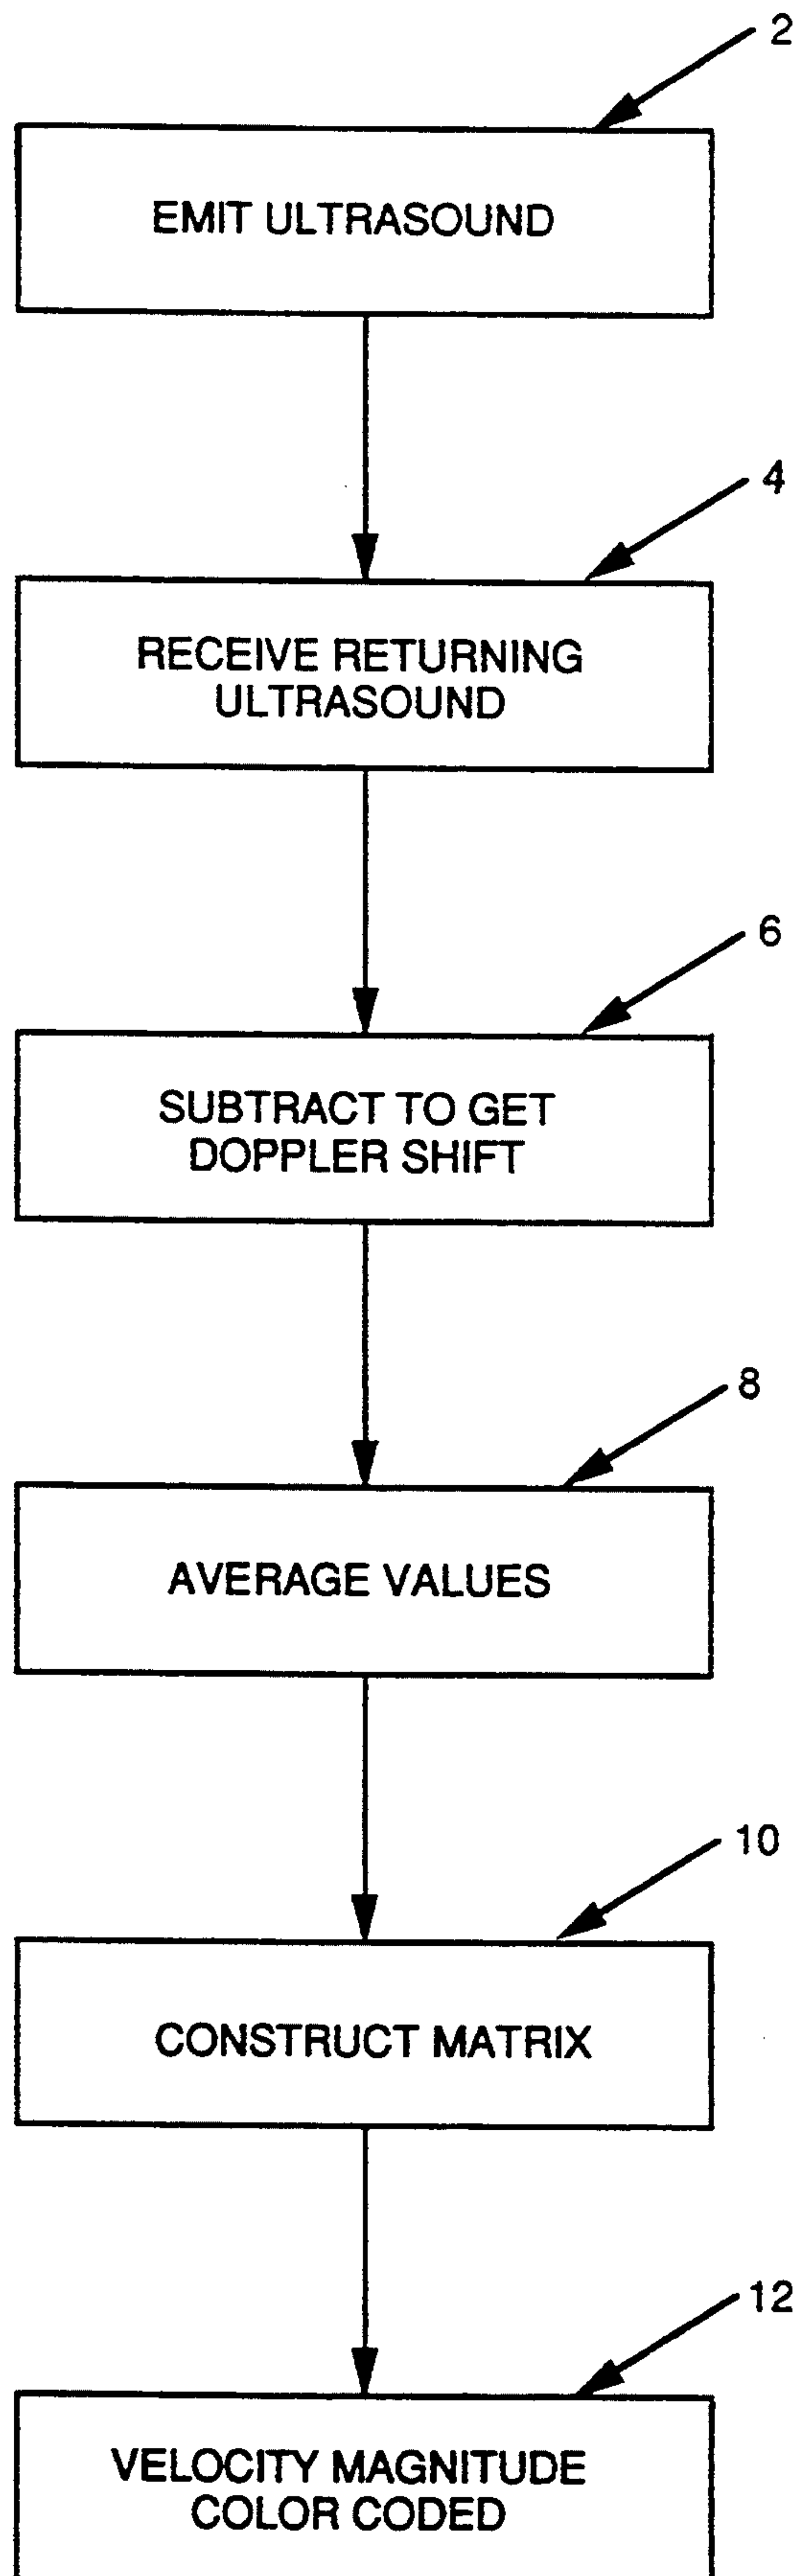 2
EMIT ULTRASOUND
4
RECEIVE RETURNING
ULTRASOUND
6
SUBTRACT TO GET
DOPPLER SHIFT
8
AVERAGE VALUES
10
CONSTRUCT MATRIX
12
VELOCITY MAGNITUDE
COLOR CODED